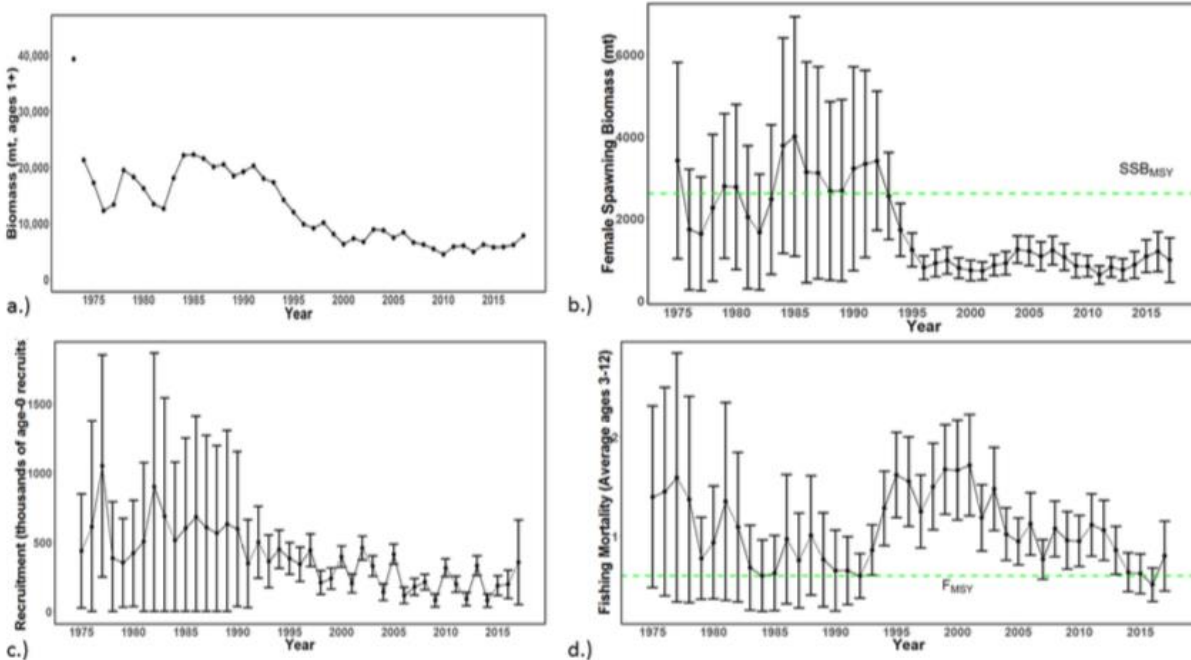 Biomass (mt, ages 1+)
40,000
30,000
20,000
10,000
0
1975 1980 1985 1990 1995 2000 2005 2010 2015
Year
a.)
Female Spawning Biomass (mt)
6000
4000
2000
0
SSBMSY
1975 1980 1985 1990 1995 2000 2005 2010 2015
Year
b.)
Recruitment (thousands of age-0 recruits
1500
1000
500
0
1975 1980 1985 1990 1995 2000 2005 2010 2015
Year
c.)
Fishing Mortality (Average ages 3-12)
2
1
FMSY
1975 1980 1985 1990 1995 2000 2005 2010 2015
Year
d.)